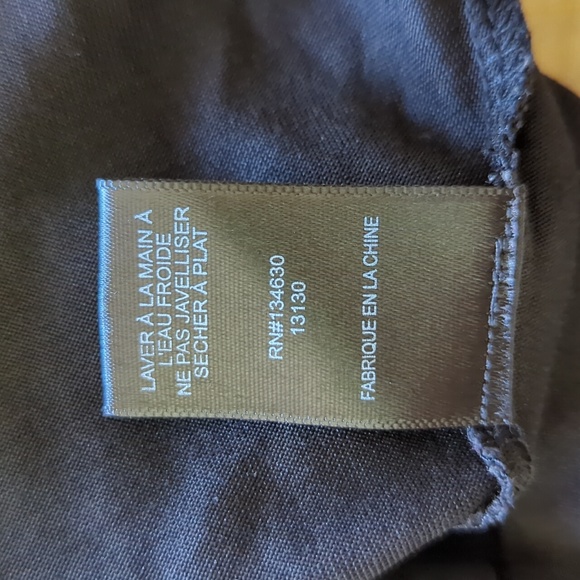 LAVER À LA MAIN À
L'EAU FROIDE
NE PAS JAVELLISER
SECHER À PLAT
RN#134630
13130
FABRIQUE EN LA CHINE